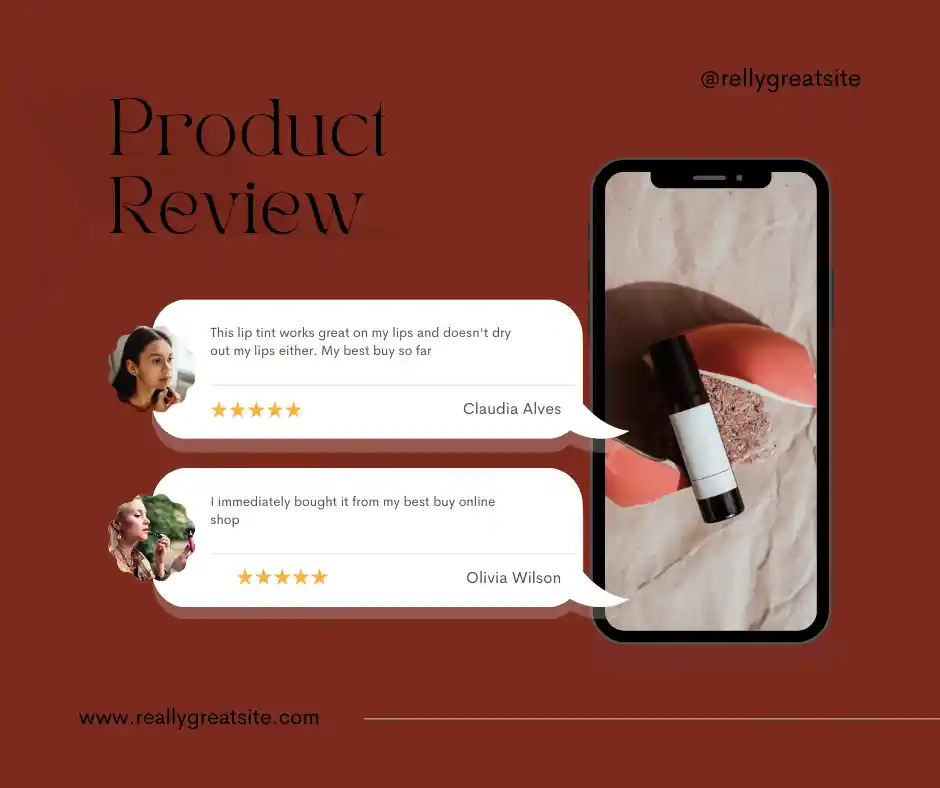 @rellygreatsite
Product
Review
This lip tint works great on my lips and doesn't dry
out my lips either. My best buy so far
Claudia Alves
I immediately bought it from my best buy online
shop
Olivia Wilson
www.reallygreatsite.com